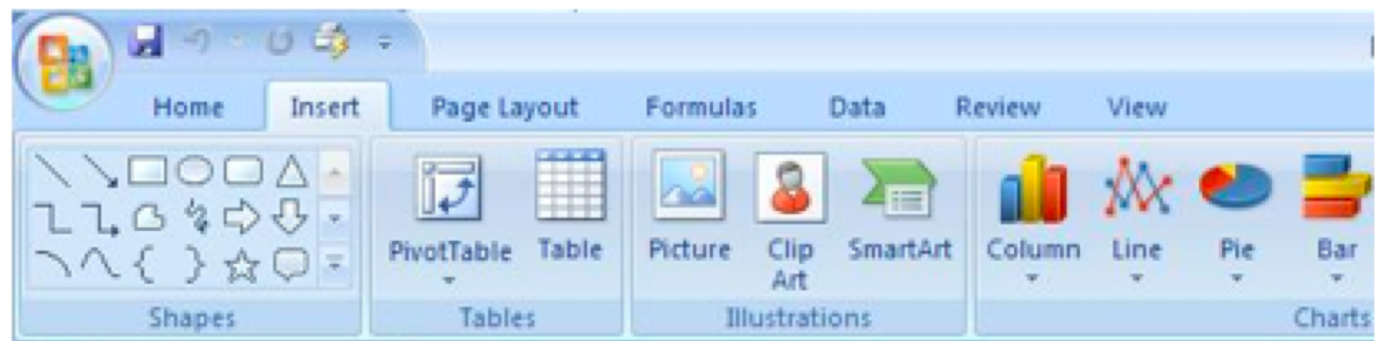 Home Insert Page Layout Formulas Data Review View
PivotTable Table Picture Clip Art SmartArt Column Line Pie Bar
Shapes Tables Illustrations Charts